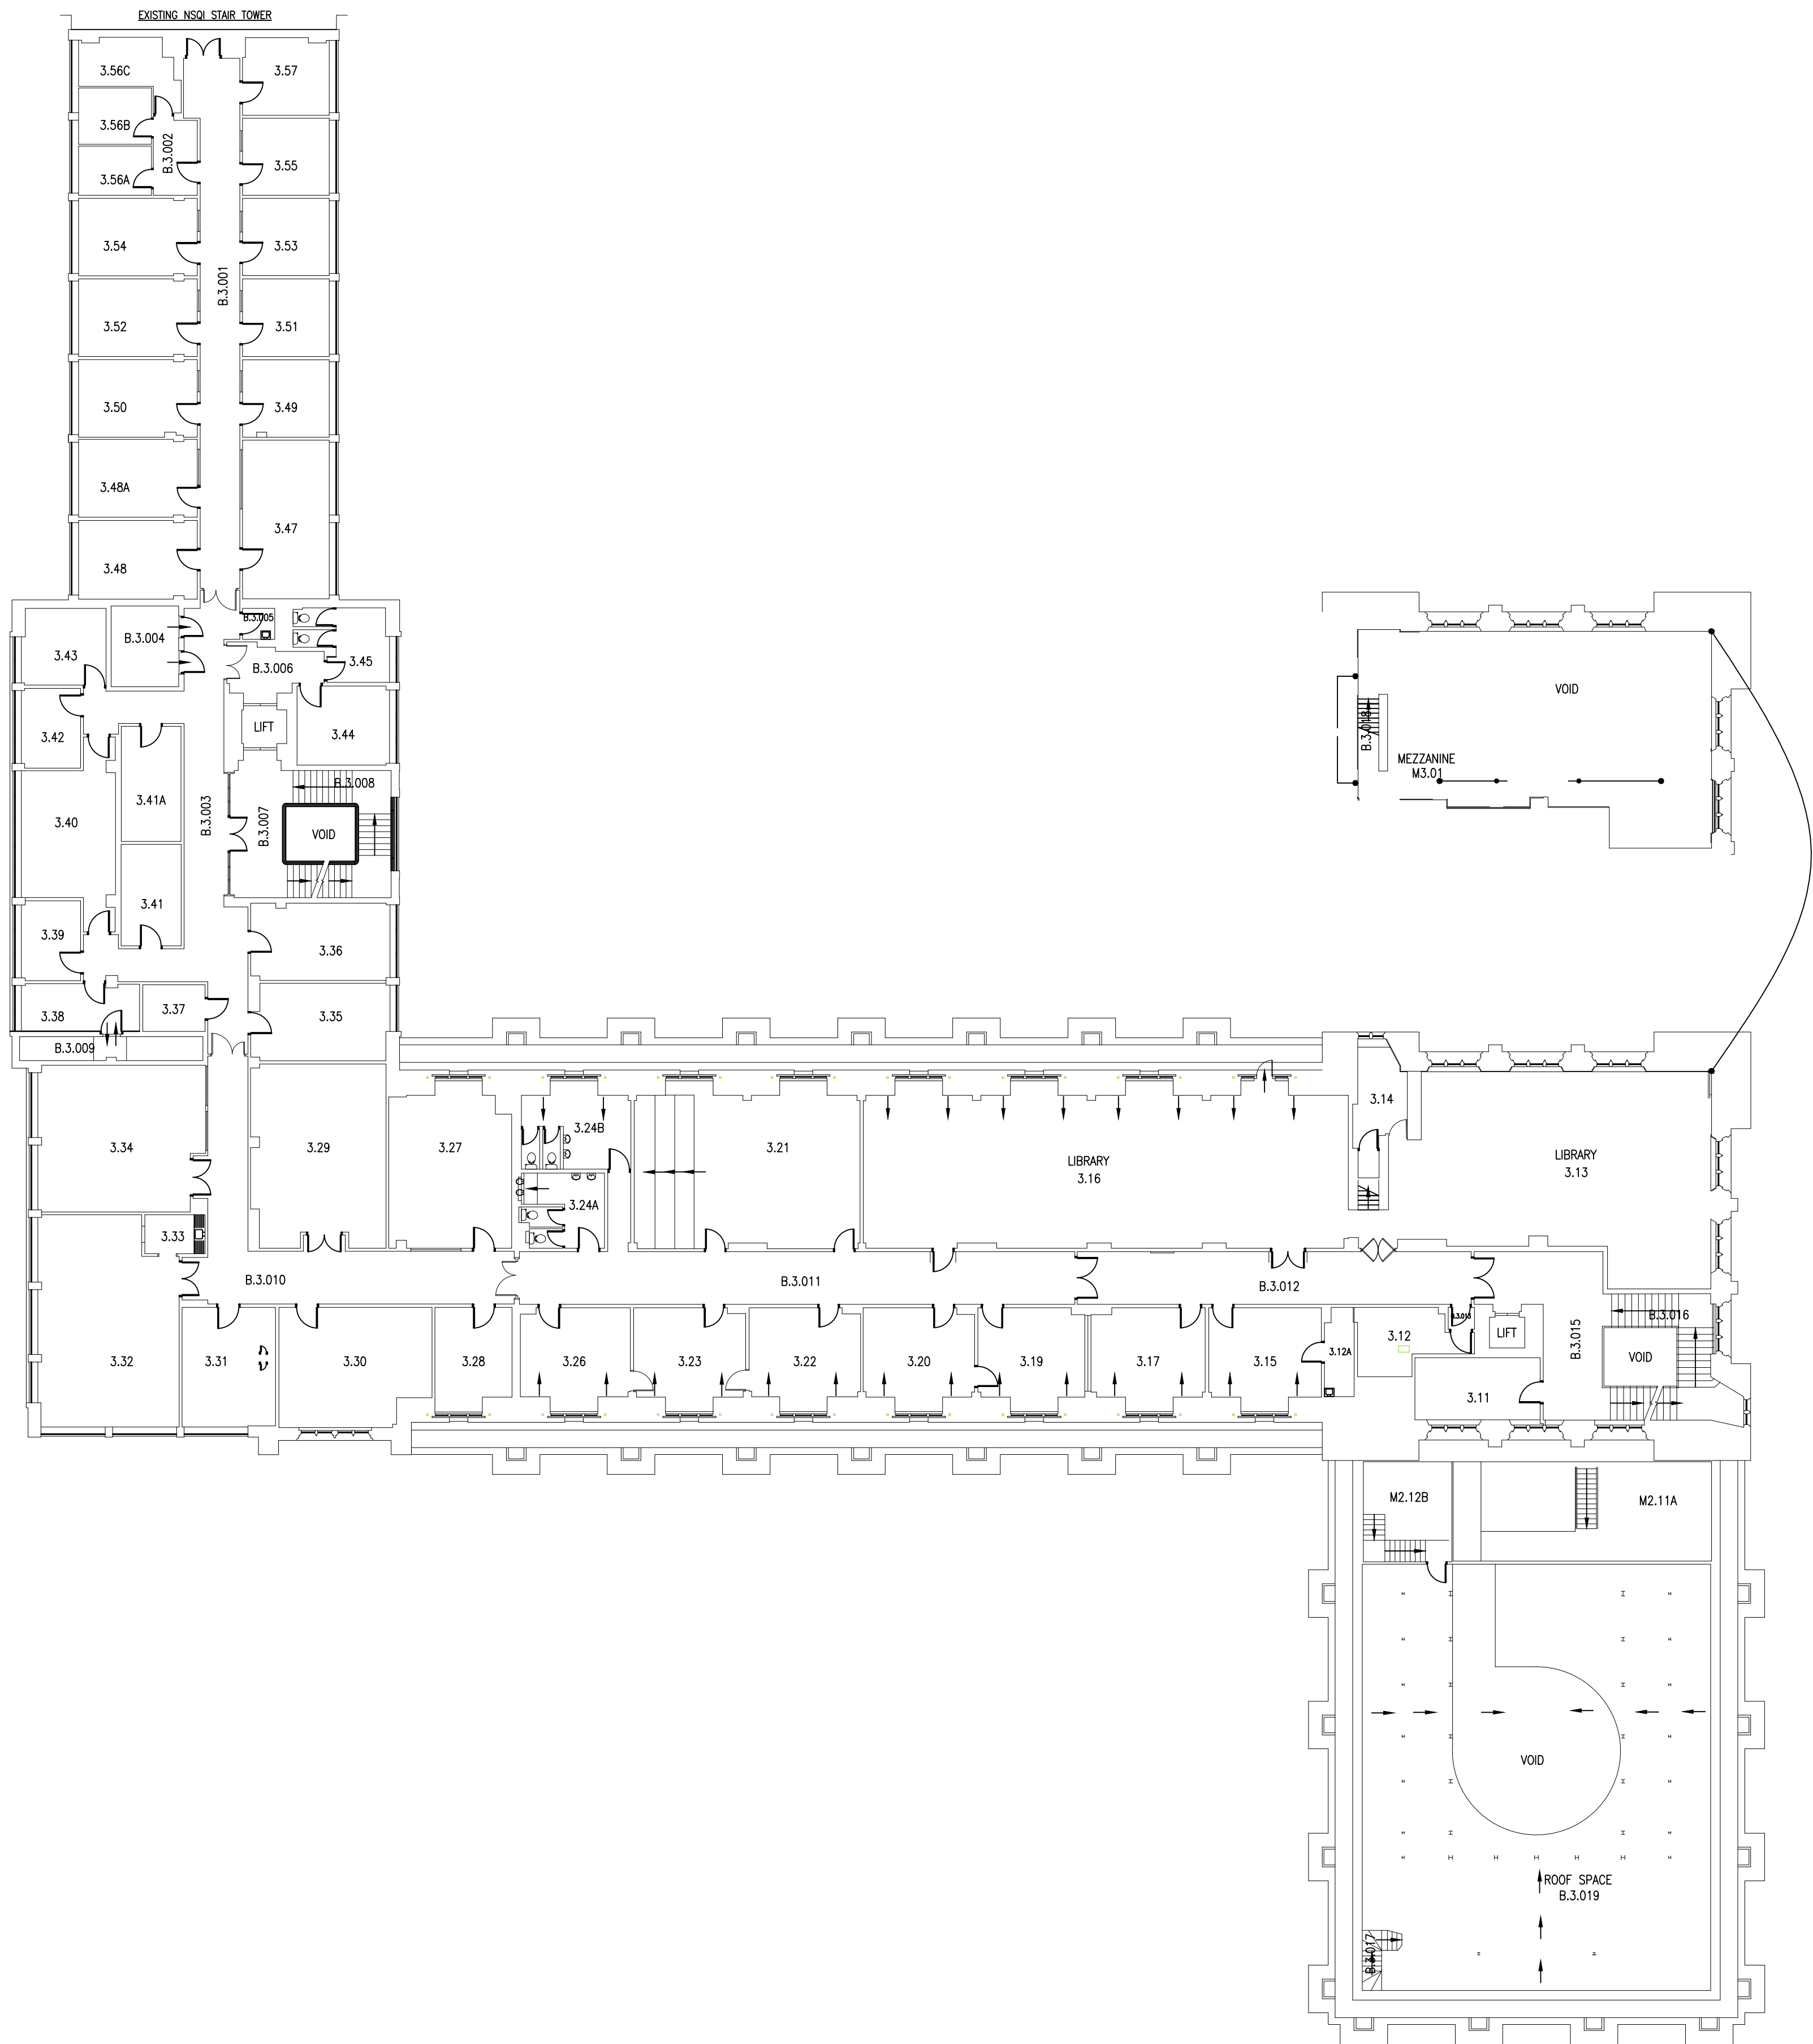 EXISTING NSQI STAIR TOWER
3.56C
3.57
3.56B
B.3.002
3.55
3.56A
3.54
3.53
B.3.001
3.52
3.51
3.50
3.49
3.48A
3.47
3.48
B.3.005
B.3.004
3.43
B.3.006
3.45
LIFT
3.44
3.42
3.41A
3.40
B.3.003
B.3.007
B.3.008
VOID
3.41
3.39
3.36
3.38
3.37
3.35
B.3.009
VOID
B.3.018
MEZZANINE
M3.01
3.34
3.29
3.27
3.24B
3.21
LIBRARY
3.16
3.14
LIBRARY
3.13
3.24A
3.33
B.3.010
B.3.011
B.3.012
B.3.013
B.3.015
B.3.016
3.32
3.31
3.30
3.28
3.26
3.23
3.22
3.20
3.19
3.17
3.15
3.12A
3.12
LIFT
VOID
3.11
M2.12B
M2.11A
VOID
ROOF SPACE
B.3.019
B.3.017